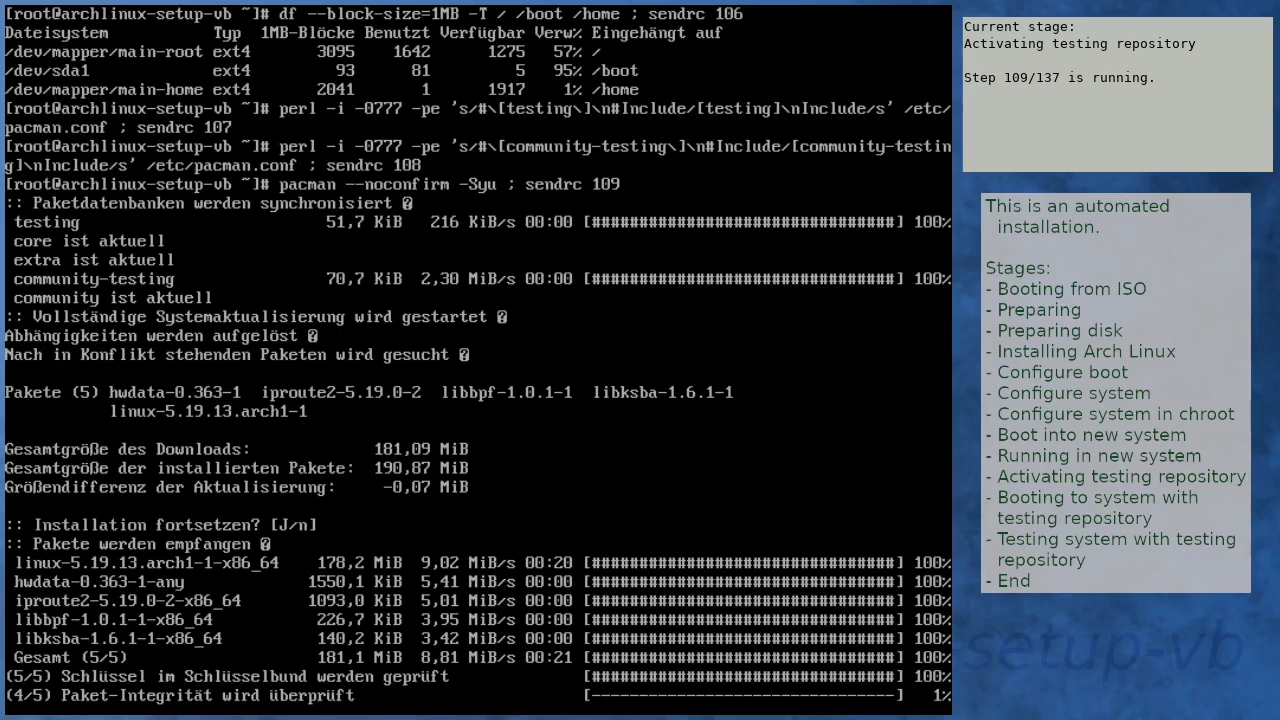 [root@archlinux-setup-vb ~]# df --block-size=1MB -T / /boot /home ; sendrc 106
Dateisystem           Typ  1MB-Blöcke Benutzt Verfügbar Verw% Eingehängt auf
/dev/mapper/main-root ext4       3095    1642      1275   57% /
/dev/sda1             ext4         93      81         5   95% /boot
/dev/mapper/main-home ext4       2041       1      1917    1% /home
[root@archlinux-setup-vb ~]# perl -i -0777 -pe 's/#\[testing\]\n#Include/[testing]\nInclude/s' /etc/
pacman.conf ; sendrc 107
[root@archlinux-setup-vb ~]# perl -i -0777 -pe 's/#\[community-testing\]\n#Include/[community-testin
g]\nInclude/s' /etc/pacman.conf ; sendrc 108
[root@archlinux-setup-vb ~]# pacman --noconfirm -Syu ; sendrc 109
:: Paketdatenbanken werden synchronisiert �
 testing                          51,7 KiB   216 KiB/s 00:00 [################################] 100%
 core ist aktuell
 extra ist aktuell
 community-testing                70,7 KiB  2,30 MiB/s 00:00 [################################] 100%
 community ist aktuell
:: Vollständige Systemaktualisierung wird gestartet �
Abhängigkeiten werden aufgelöst �
Nach in Konflikt stehenden Paketen wird gesucht �
Pakete (5) hwdata-0.363-1  iproute2-5.19.0-2  libbpf-1.0.1-1  libksba-1.6.1-1
           linux-5.19.13.arch1-1
Gesamtgröße des Downloads:             181,09 MiB
Gesamtgröße der installierten Pakete:  190,87 MiB
Größendifferenz der Aktualisierung:     -0,07 MiB
:: Installation fortsetzen? [J/n]
:: Pakete werden empfangen �
 linux-5.19.13.arch1-1-x86_64    178,2 MiB  9,02 MiB/s 00:20 [################################] 100%
 hwdata-0.363-1-any             1550,1 KiB  5,41 MiB/s 00:00 [################################] 100%
 iproute2-5.19.0-2-x86_64       1093,0 KiB  5,01 MiB/s 00:00 [################################] 100%
 libbpf-1.0.1-1-x86_64           226,7 KiB  3,95 MiB/s 00:00 [################################] 100%
 libksba-1.6.1-1-x86_64          140,2 KiB  3,42 MiB/s 00:00 [################################] 100%
 Gesamt (5/5)                    181,1 MiB  8,81 MiB/s 00:21 [################################] 100%
(5/5) Schlüssel im Schlüsselbund werden geprüft              [################################] 100%
(4/5) Paket-Integrität wird überprüft                        [--------------------------------]   1%
Current stage:
Activating testing repository
Step 109/137 is running.
This is an automated
installation.
Stages:
- Booting from ISO
- Preparing
- Preparing disk
- Installing Arch Linux
- Configure boot
- Configure system
- Configure system in chroot
- Boot into new system
- Running in new system
- Activating testing repository
- Booting to system with
testing repository
- Testing system with testing
repository
- End
setup-vb